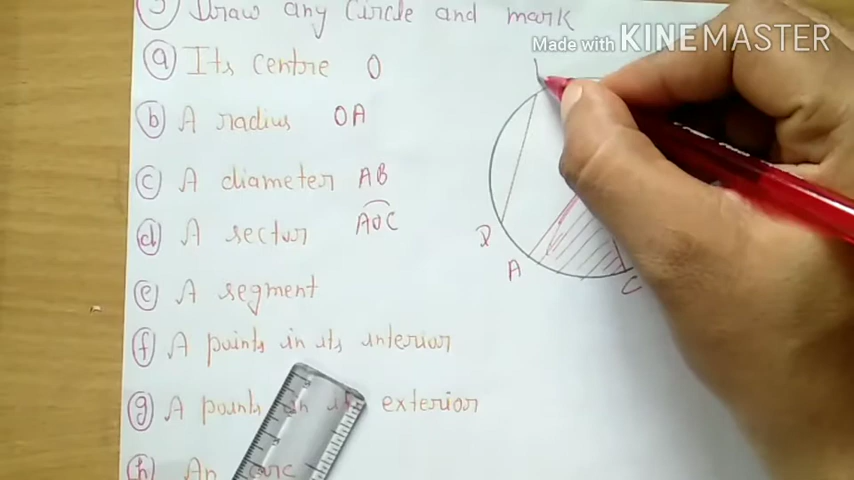 3 Draw any Circle and mark
Made with KINEMASTER
a Its centre O
b A radius OA
c A diameter AB
d A sector AOC
e A segment
f A points in its interior
g A points in its exterior
h An arc
D
A
C